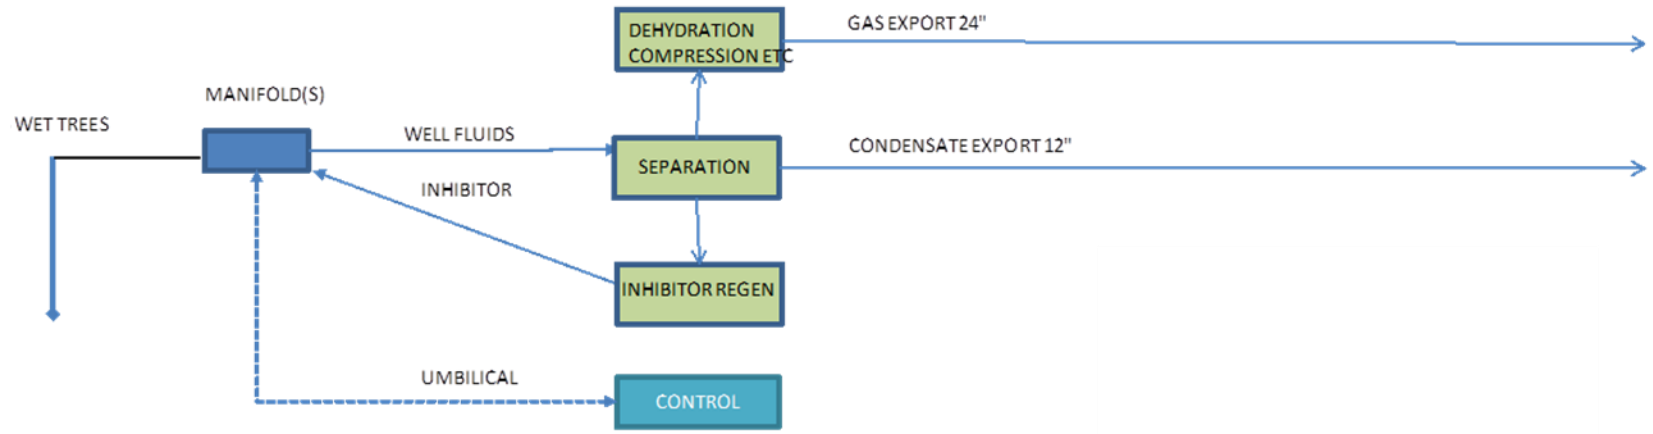 DEHYDRATION
COMPRESSION ETC
GAS EXPORT 24"
MANIFOLD(S)
WET TREES
WELL FLUIDS
CONDENSATE EXPORT 12"
SEPARATION
INHIBITOR
INHIBITOR REGEN
UMBILICAL
CONTROL